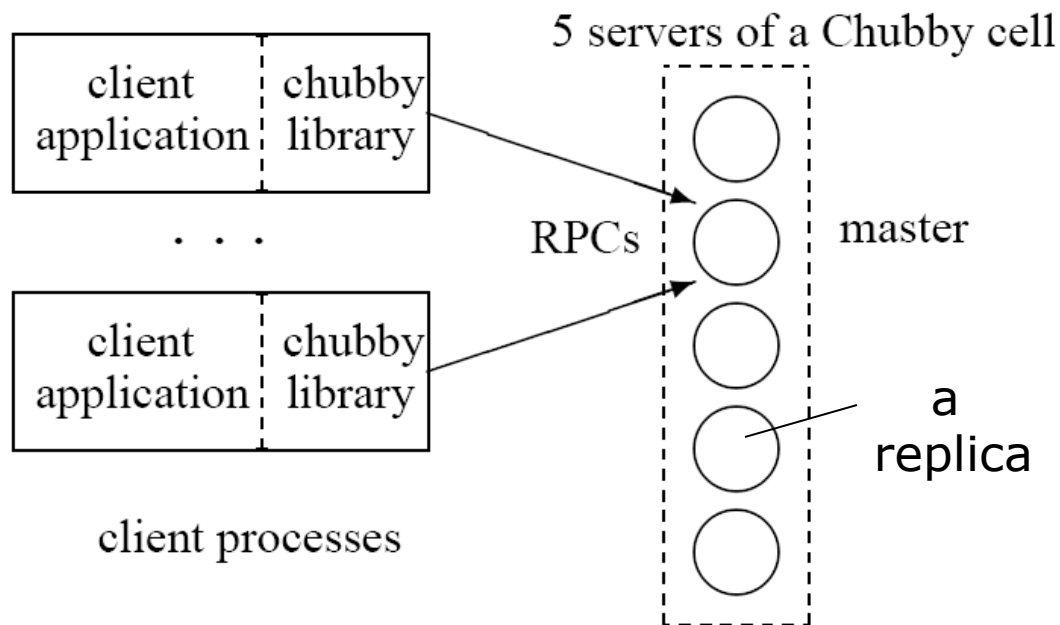 5 servers of a Chubby cell
client
application
chubby
library
. . .
RPCs
master
client
application
chubby
library
a
replica
client processes